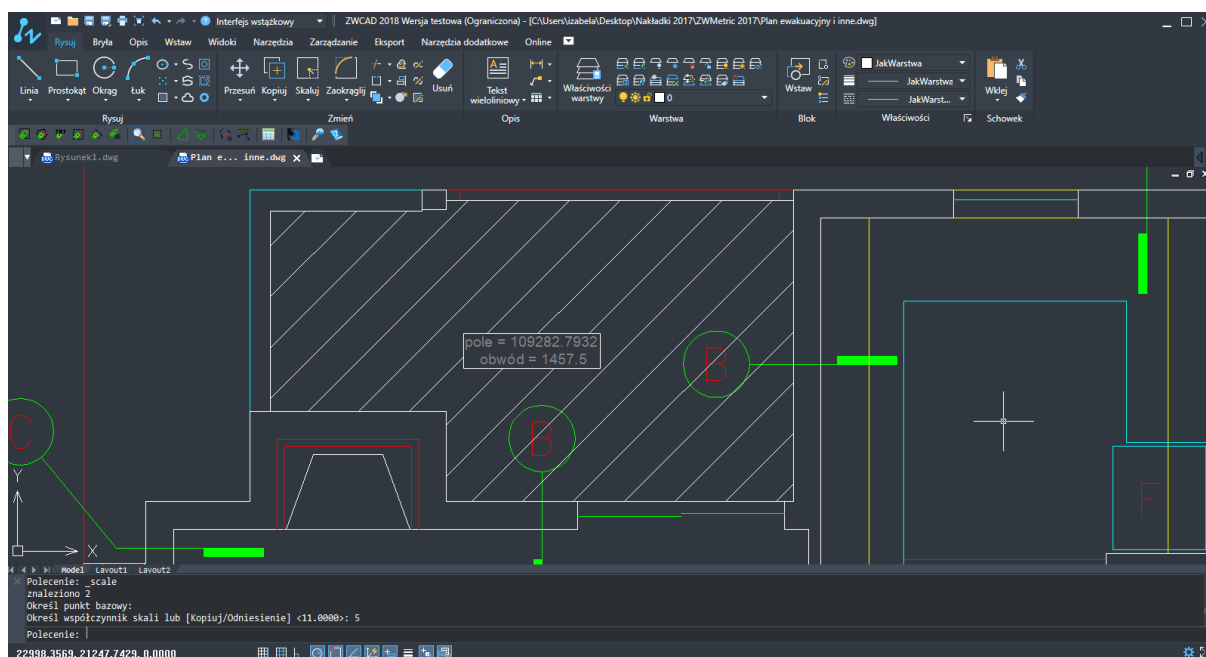 Interfejs wstążkowy
ZWCAD 2018 Wersja testowa (Ograniczona) - [C:\Users\izabela\Desktop\Nakładki 2017\ZWMetric 2017\Plan ewakuacyjny i inne.dwg]
Rysuj Bryła Opis Wstaw Widoki Narzędzia Zarządzanie Eksport Narzędzia dodatkowe Online
Linia Prostokąt Okrąg Łuk Przesuń Kopiuj Skaluj Zaokrąglij Usuń Tekst wieloliniowy Właściwości warstwy 0 Wstaw JakWarstwa JakWarstwa JakWarst... Wklej
Rysuj Zmień Opis Warstwa Blok Właściwości Schowek
Rysunek1.dwg Plan e... inne.dwg
pole = 109282.7932
obwód = 1457.5
B
B
C
F
Y
X
Model Layout1 Layout2
Polecenie: _scale
znaleziono 2
Określ punkt bazowy:
Określ współczynnik skali lub [Kopiuj/Odniesienie] <11.0000>: 5
Polecenie:
22998.3569, 21247.7429, 0.0000